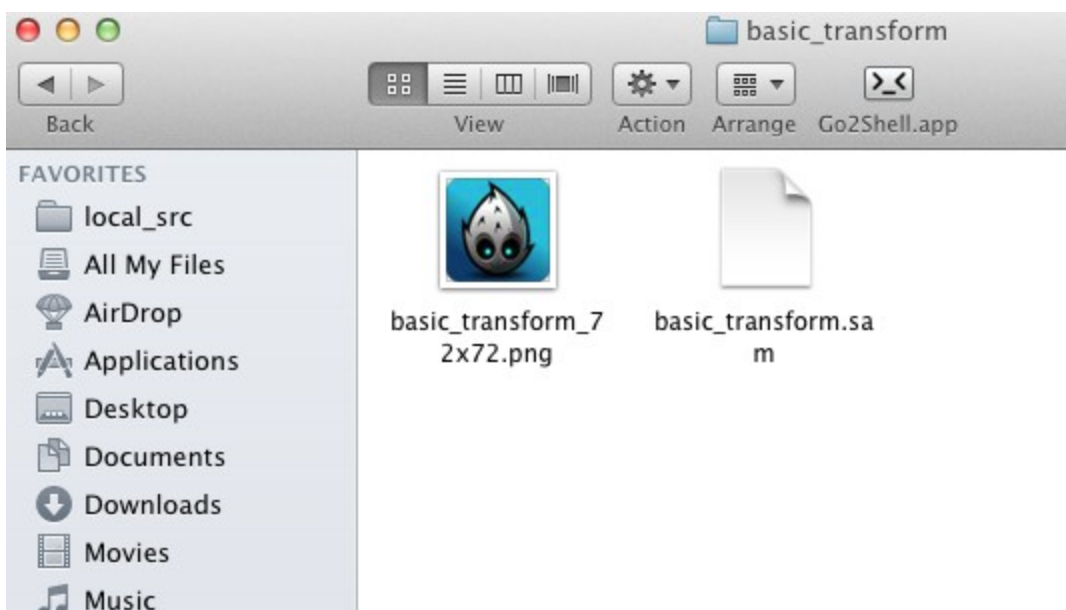 basic_transform
Back
View
Action
Arrange
Go2Shell.app
FAVORITES
local_src
All My Files
AirDrop
Applications
Desktop
Documents
Downloads
Movies
Music
basic_transform_7
2x72.png
basic_transform.sa
m